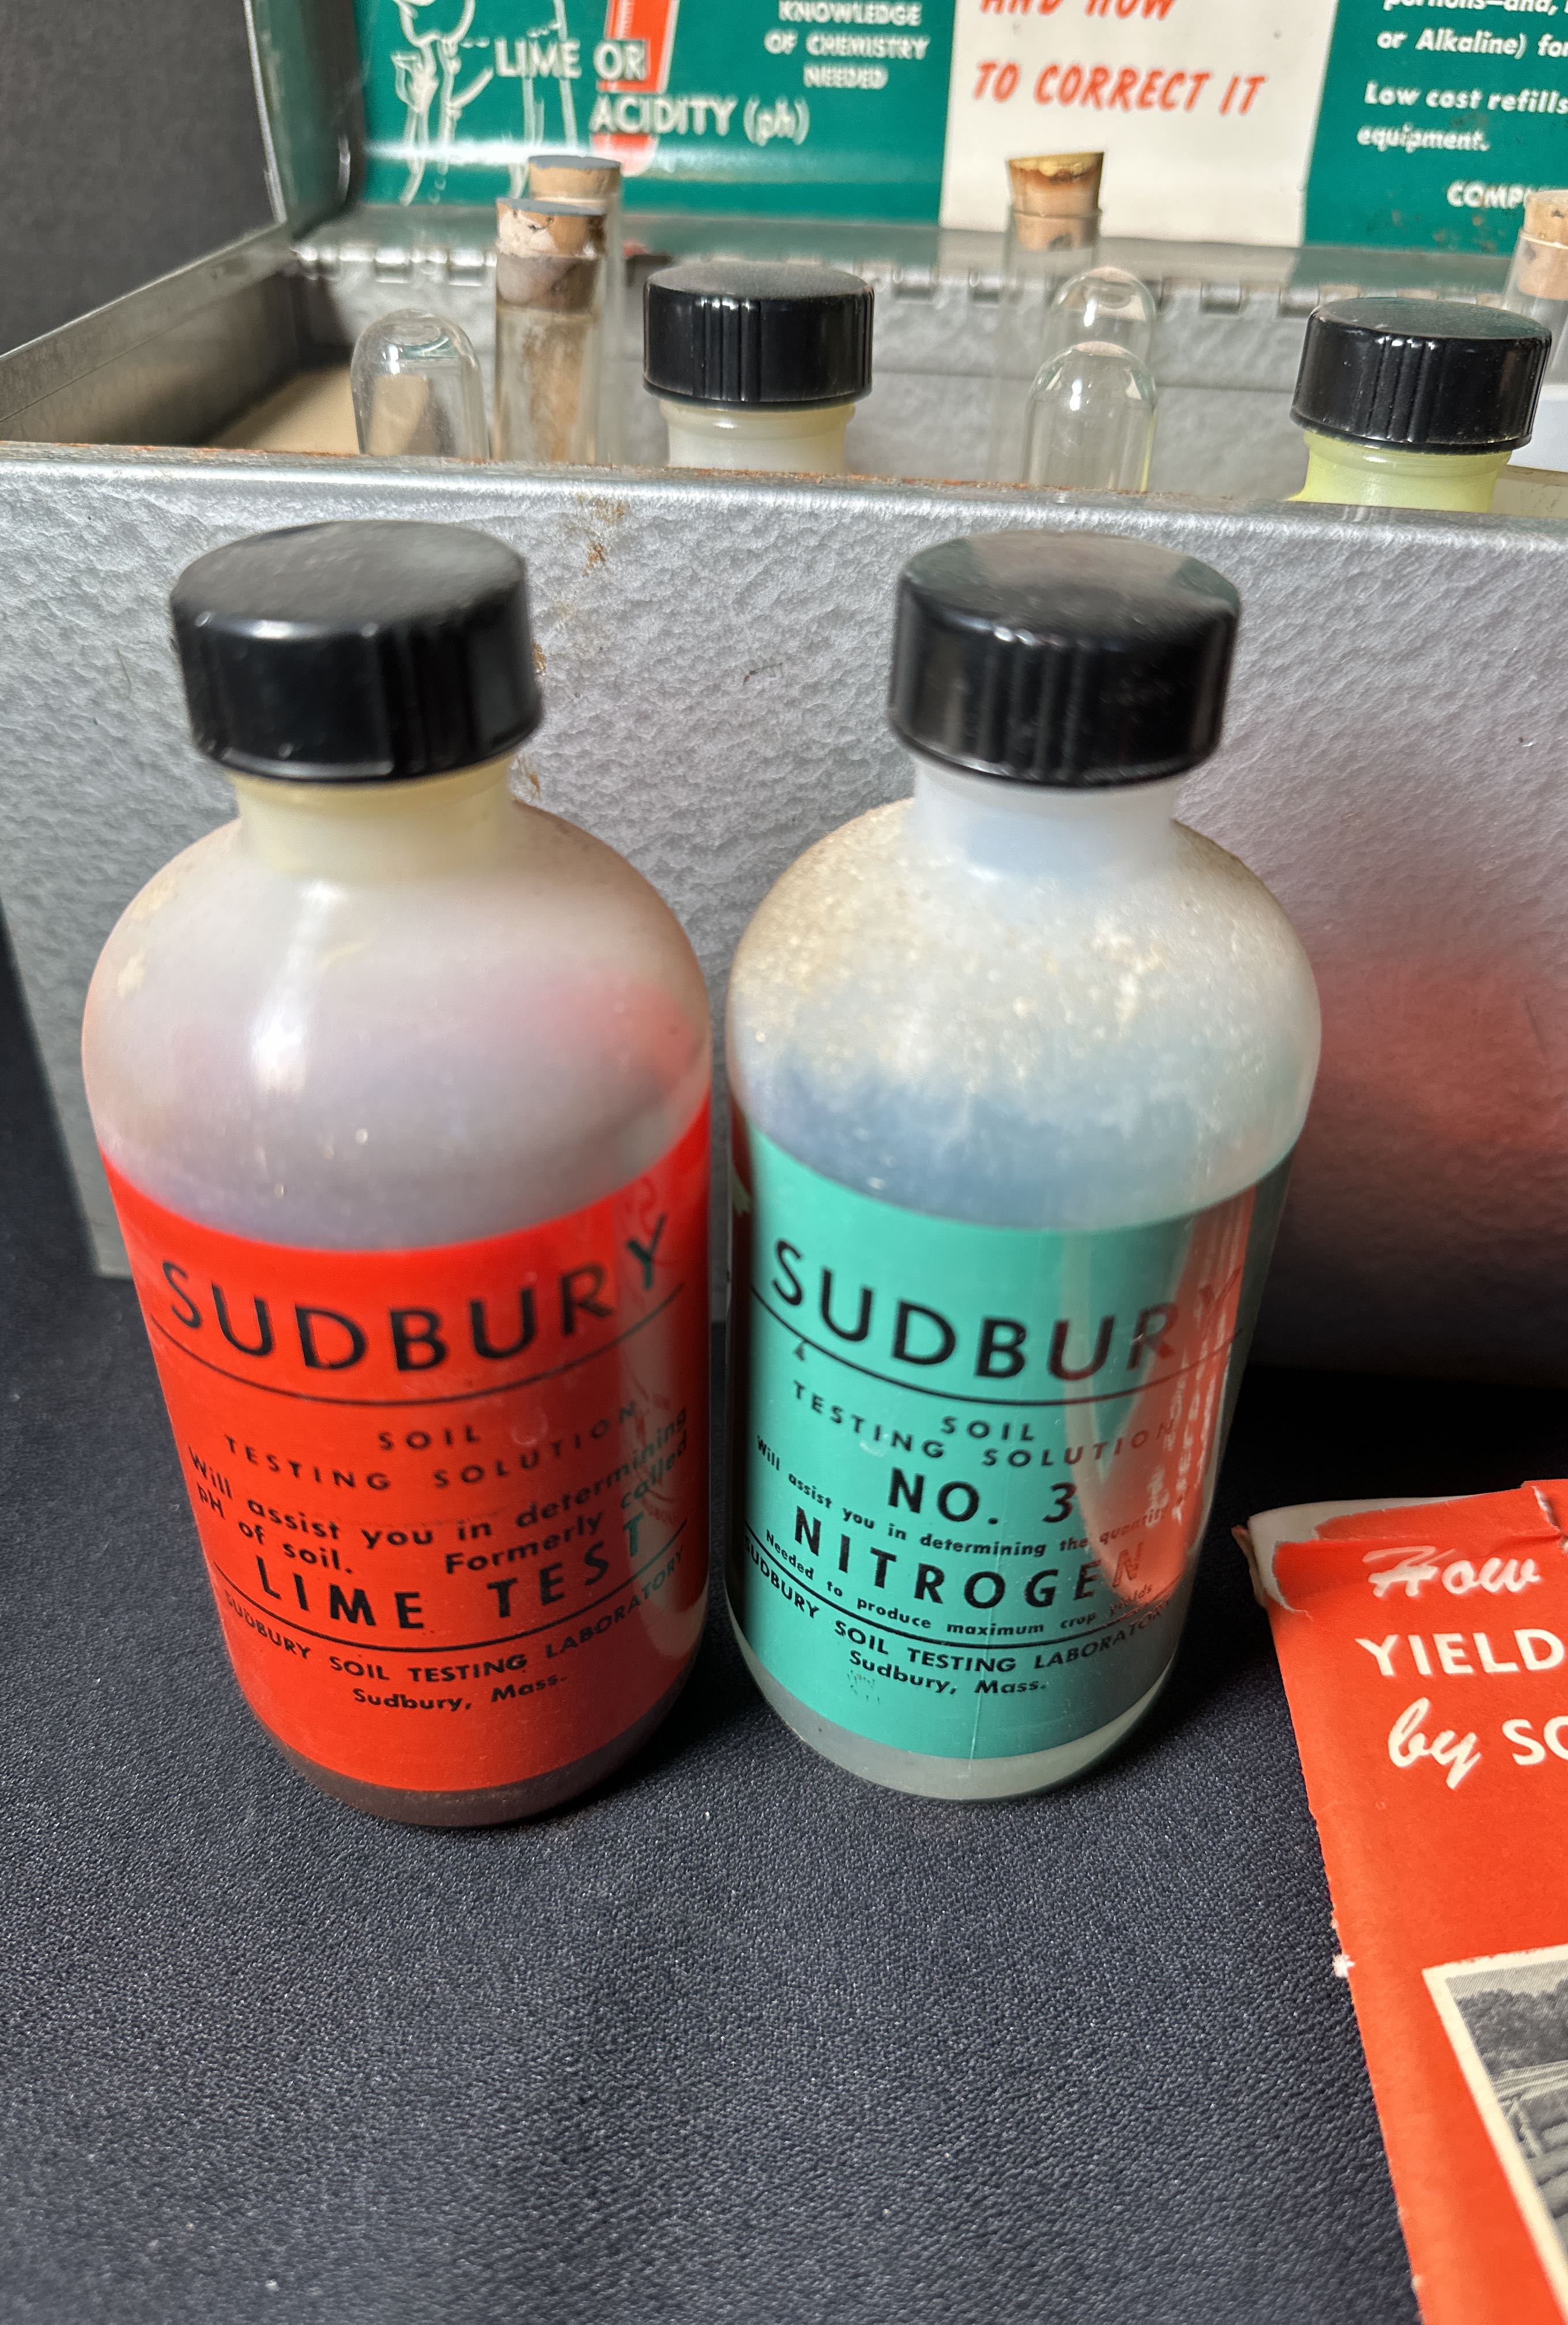 LIME OR
ACIDITY (ph)
KNOWLEDGE
OF CHEMISTRY
NEEDED
AND HOW
TO CORRECT IT
or Alkaline)
Low cost refills
equipment.
SUDBURY
SOIL
TESTING SOLUTION
Will assist you in determining
PH of soil. Formerly called
LIME TEST
SUDBURY SOIL TESTING LABORATORY
Sudbury, Mass.
SUDBURY
SOIL
TESTING SOLUTION
NO. 3
Will assist you in determining the quantity
NITROGEN
Needed to produce maximum crop yields
SUDBURY SOIL TESTING LABORATORY
Sudbury, Mass.
How
YIELD
by